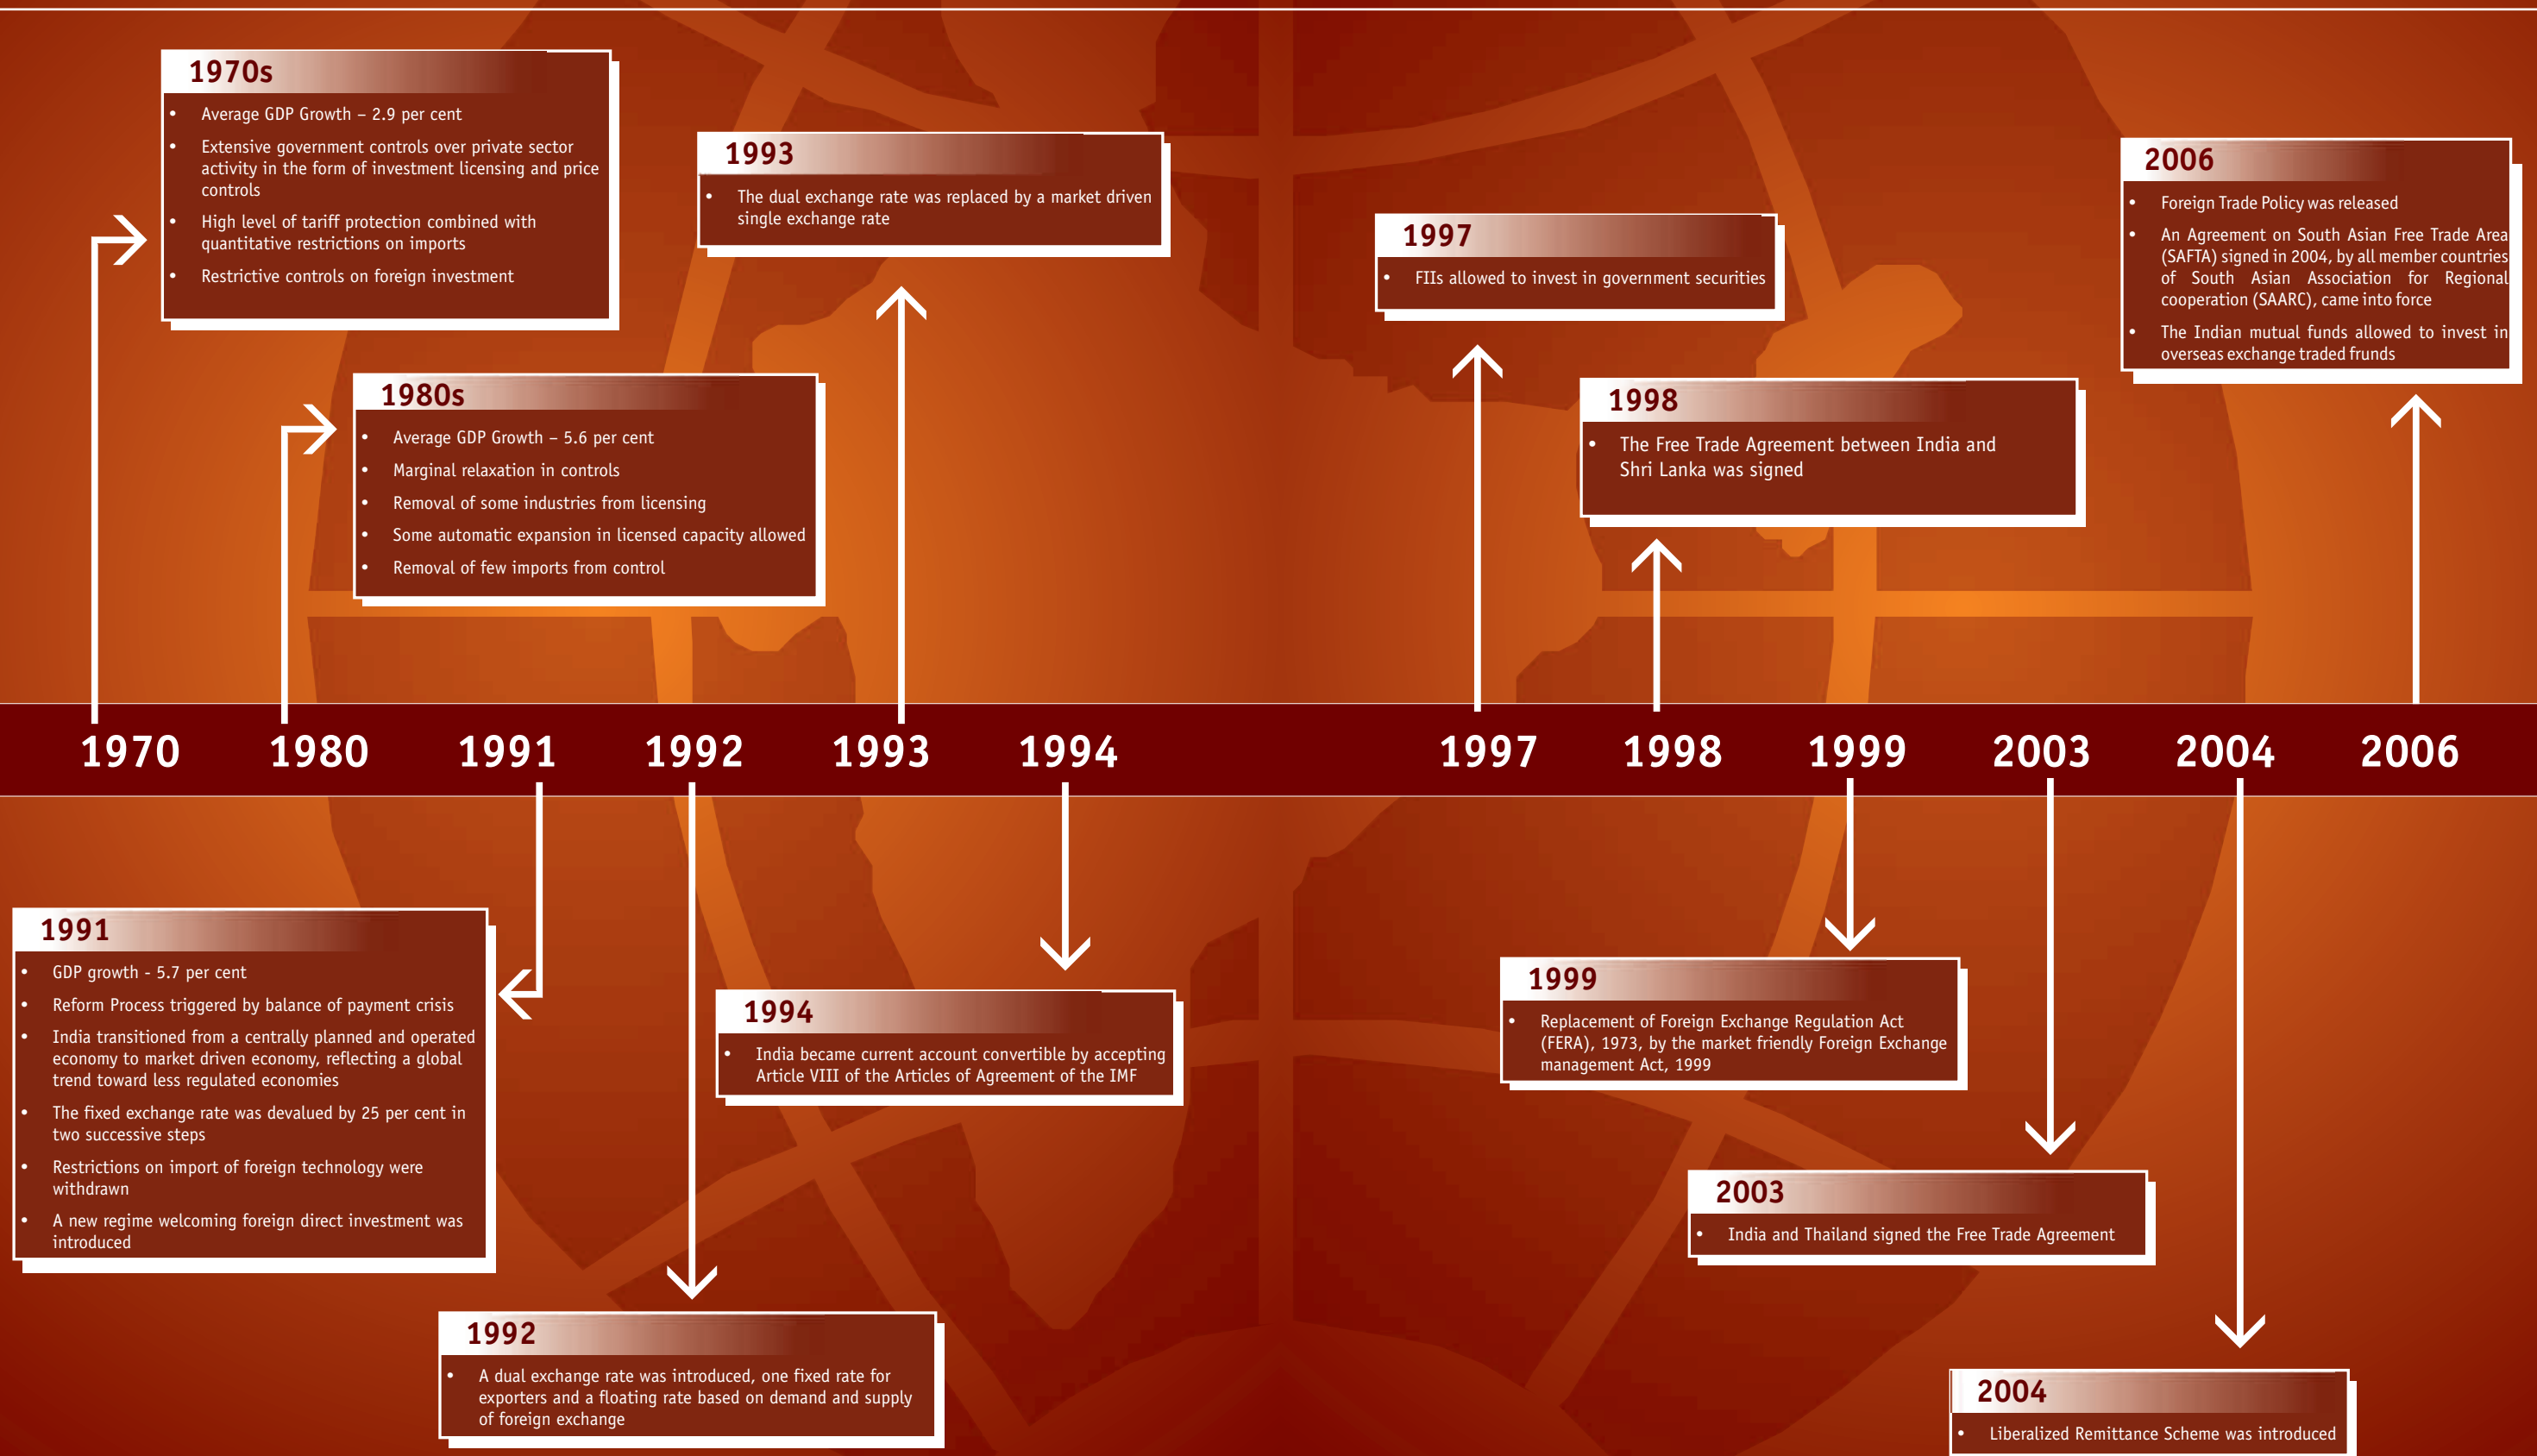 1970s
• Average GDP Growth – 2.9 per cent
• Extensive government controls over private sector
activity in the form of investment licensing and price
controls
• High level of tariff protection combined with
quantitative restrictions on imports
• Restrictive controls on foreign investment
1980s
• Average GDP Growth – 5.6 per cent
• Marginal relaxation in controls
• Removal of some industries from licensing
• Some automatic expansion in licensed capacity allowed
• Removal of few imports from control
1993
• The dual exchange rate was replaced by a market driven
single exchange rate
1997
• FIIs allowed to invest in government securities
1998
• The Free Trade Agreement between India and
Shri Lanka was signed
2006
• Foreign Trade Policy was released
• An Agreement on South Asian Free Trade Area
(SAFTA) signed in 2004, by all member countries
of South Asian Association for Regional
cooperation (SAARC), came into force
• The Indian mutual funds allowed to invest in
overseas exchange traded frunds
1970 1980 1991 1992 1993 1994 1997 1998 1999 2003 2004 2006
1991
• GDP growth - 5.7 per cent
• Reform Process triggered by balance of payment crisis
• India transitioned from a centrally planned and operated
economy to market driven economy, reflecting a global
trend toward less regulated economies
• The fixed exchange rate was devalued by 25 per cent in
two successive steps
• Restrictions on import of foreign technology were
withdrawn
• A new regime welcoming foreign direct investment was
introduced
1992
• A dual exchange rate was introduced, one fixed rate for
exporters and a floating rate based on demand and supply
of foreign exchange
1994
• India became current account convertible by accepting
Article VIII of the Articles of Agreement of the IMF
1999
• Replacement of Foreign Exchange Regulation Act
(FERA), 1973, by the market friendly Foreign Exchange
management Act, 1999
2003
• India and Thailand signed the Free Trade Agreement
2004
• Liberalized Remittance Scheme was introduced